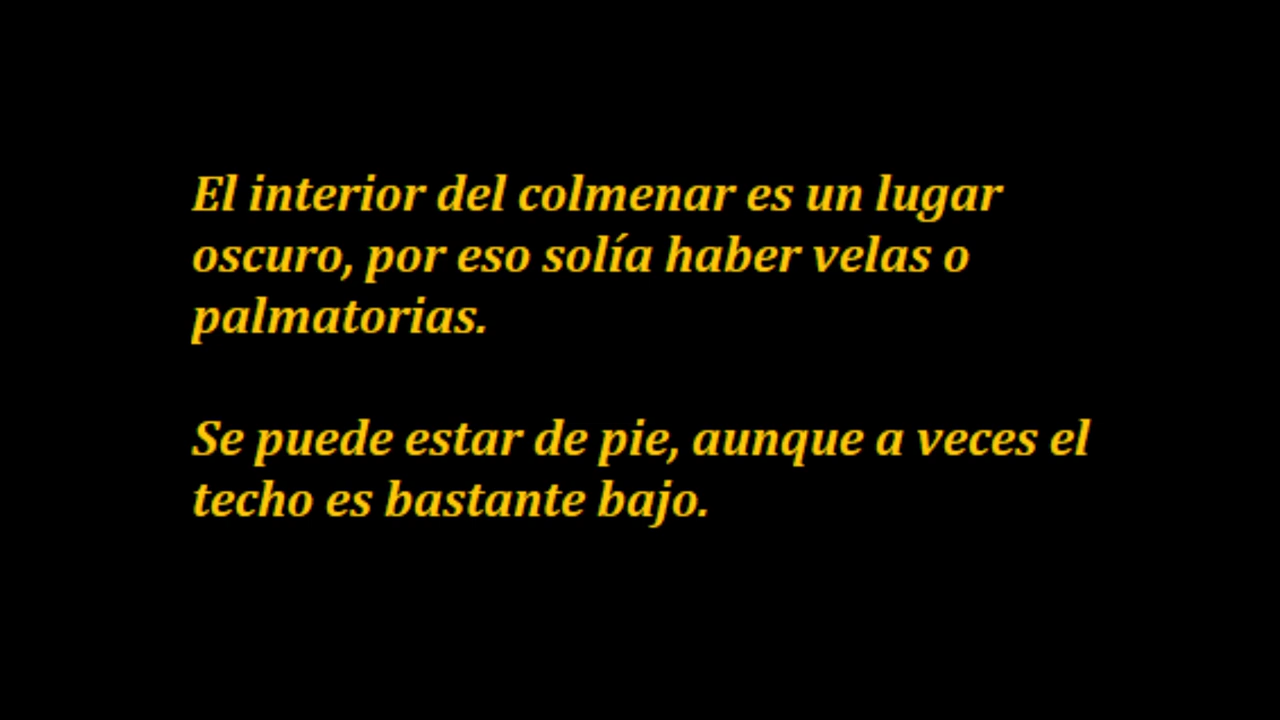 El interior del colmenar es un lugar
oscuro, por eso solía haber velas o
palmatorias.
Se puede estar de pie, aunque a veces el
techo es bastante bajo.